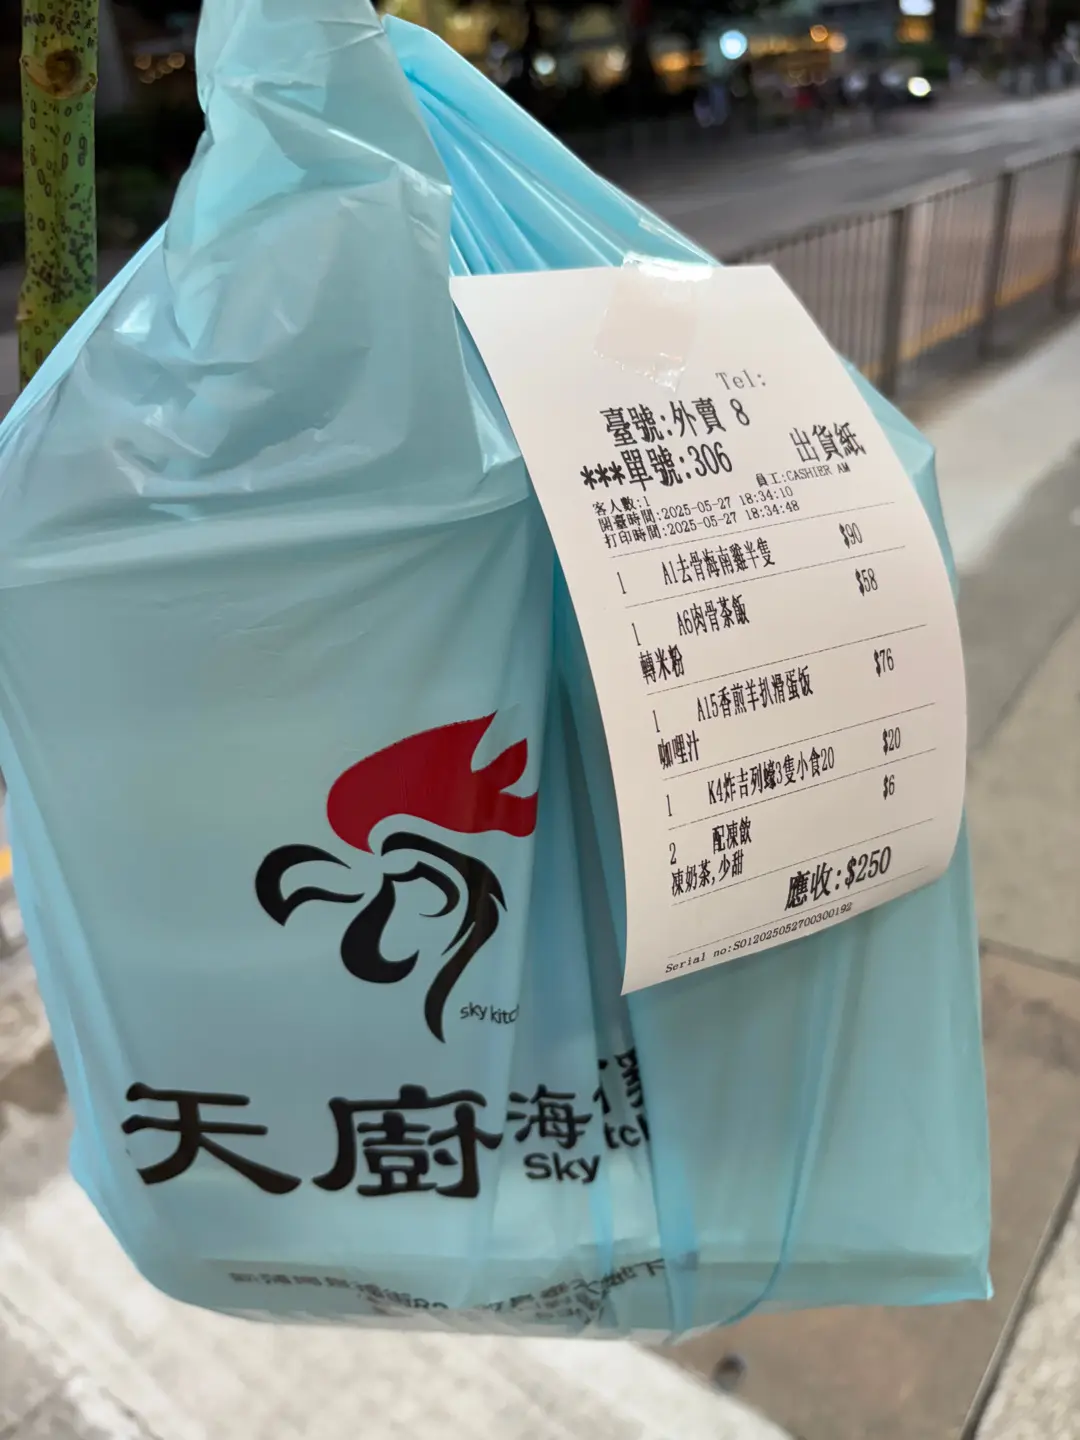 Tel:
臺號:外賣 8
***單號:306
出貨紙
客人數:1
員工:CASHIER AM
開臺時間:2025-05-27 18:34:10
打印時間:2025-05-27 18:34:48
1 A1去骨海南雞半隻 $90
1 A6肉骨茶飯 $58
轉米粉
1 A15香煎羊扒滑蛋饭 $76
咖哩汁
1 K4炸吉列蠔3隻小食20 $20
2 配凍飲 $6
凍奶茶,少甜
應收:$250
Serial no:S012025052700300192
sky kitc
天廚海
Sky tch